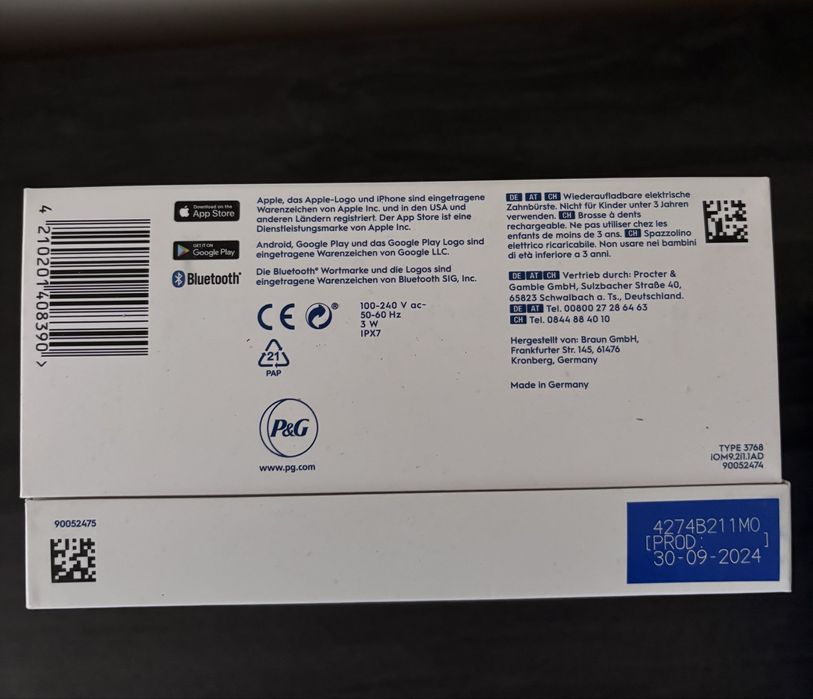 4 210201 408390 >
Download on the
App Store
GET IT ON
Google Play
Bluetooth®
Apple, das Apple-Logo und iPhone sind eingetragene
Warenzeichen von Apple Inc. und in den USA und
anderen Ländern registriert. Der App Store ist eine
Dienstleistungsmarke von Apple Inc.
Android, Google Play und das Google Play Logo sind
eingetragene Warenzeichen von Google LLC.
Die Bluetooth® Wortmarke und die Logos sind
eingetragene Warenzeichen von Bluetooth SIG, Inc.
CE ®
100-240 V ac~
50-60 Hz
3 W
IPX7
21
PAP
P&G
www.pg.com
DE AT CH Wiederaufladbare elektrische
Zahnbürste. Nicht für Kinder unter 3 Jahren
verwenden. CH Brosse à dents
rechargeable. Ne pas utiliser chez les
enfants de moins de 3 ans. CH Spazzolino
elettrico ricaricabile. Non usare nei bambini
di età inferiore a 3 anni.
DE AT CH Vertrieb durch: Procter &
Gamble GmbH, Sulzbacher Straße 40,
65823 Schwalbach a. Ts., Deutschland.
DE AT Tel. 00800 27 28 64 63
CH Tel. 0844 88 40 10
Hergestellt von: Braun GmbH,
Frankfurter Str. 145, 61476
Kronberg, Germany
Made in Germany
TYPE 3768
iOM9.2I1.1AD
90052474
90052475
4274B211MO
[PROD: ]
30-09-2024